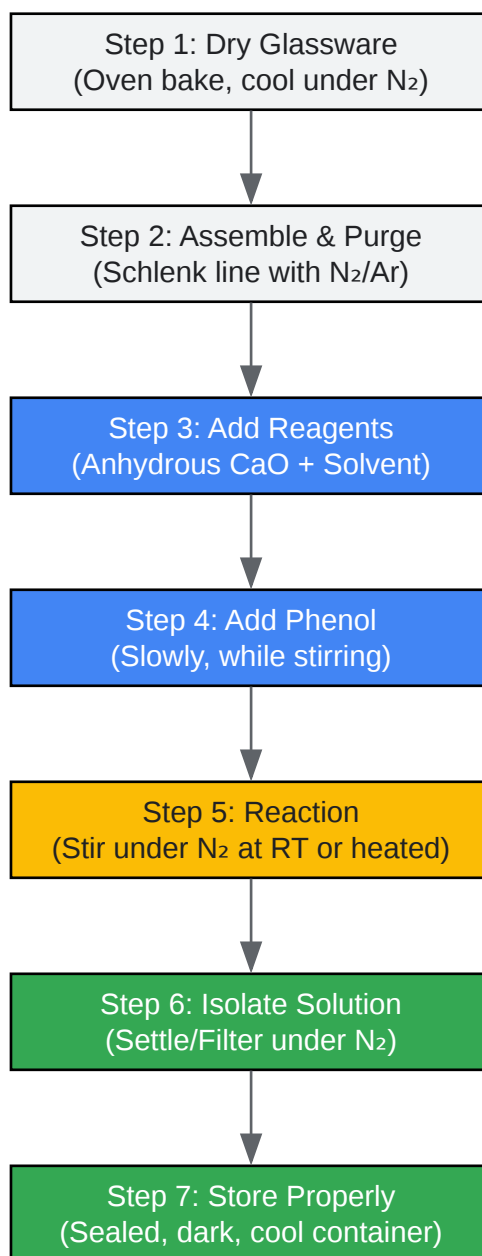 Step 1: Dry Glassware
(Oven bake, cool under N₂)
Step 2: Assemble & Purge
(Schlenk line with N₂/Ar)
Step 3: Add Reagents
(Anhydrous CaO + Solvent)
Step 4: Add Phenol
(Slowly, while stirring)
Step 5: Reaction
(Stir under N₂ at RT or heated)
Step 6: Isolate Solution
(Settle/Filter under N₂)
Step 7: Store Properly
(Sealed, dark, cool container)